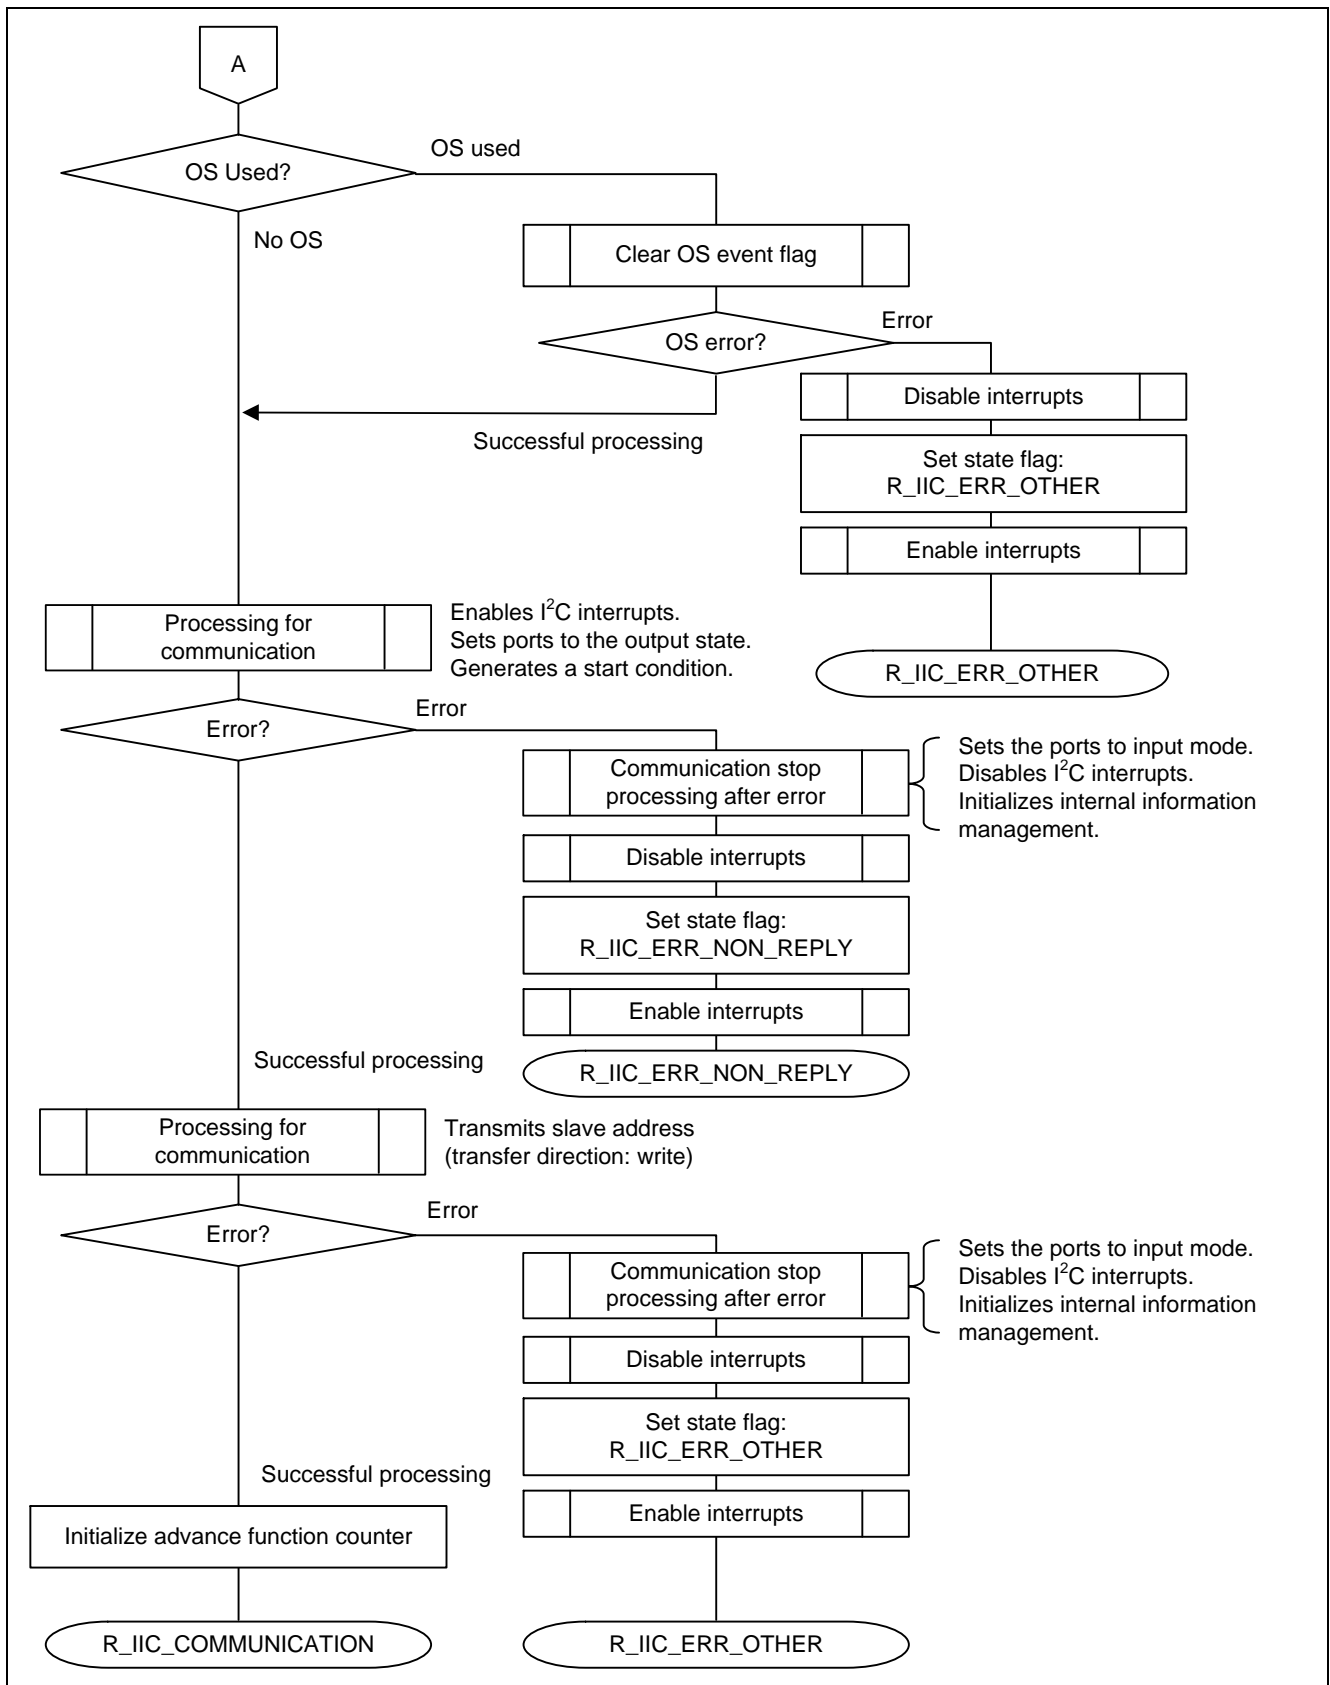 A
OS Used?
OS used
No OS
Clear OS event flag
OS error?
Error
Disable interrupts
Successful processing
Set state flag:
R_IIC_ERR_OTHER
Enable interrupts
R_IIC_ERR_OTHER
Processing for
communication
Enables I²C interrupts.
Sets ports to the output state.
Generates a start condition.
Error?
Error
Communication stop
processing after error
Sets the ports to input mode.
Disables I²C interrupts.
Initializes internal information
management.
Disable interrupts
Set state flag:
R_IIC_ERR_NON_REPLY
Enable interrupts
R_IIC_ERR_NON_REPLY
Successful processing
Processing for
communication
Transmits slave address
(transfer direction: write)
Error?
Error
Communication stop
processing after error
Sets the ports to input mode.
Disables I²C interrupts.
Initializes internal information
management.
Disable interrupts
Set state flag:
R_IIC_ERR_OTHER
Successful processing
Enable interrupts
Initialize advance function counter
R_IIC_COMMUNICATION
R_IIC_ERR_OTHER